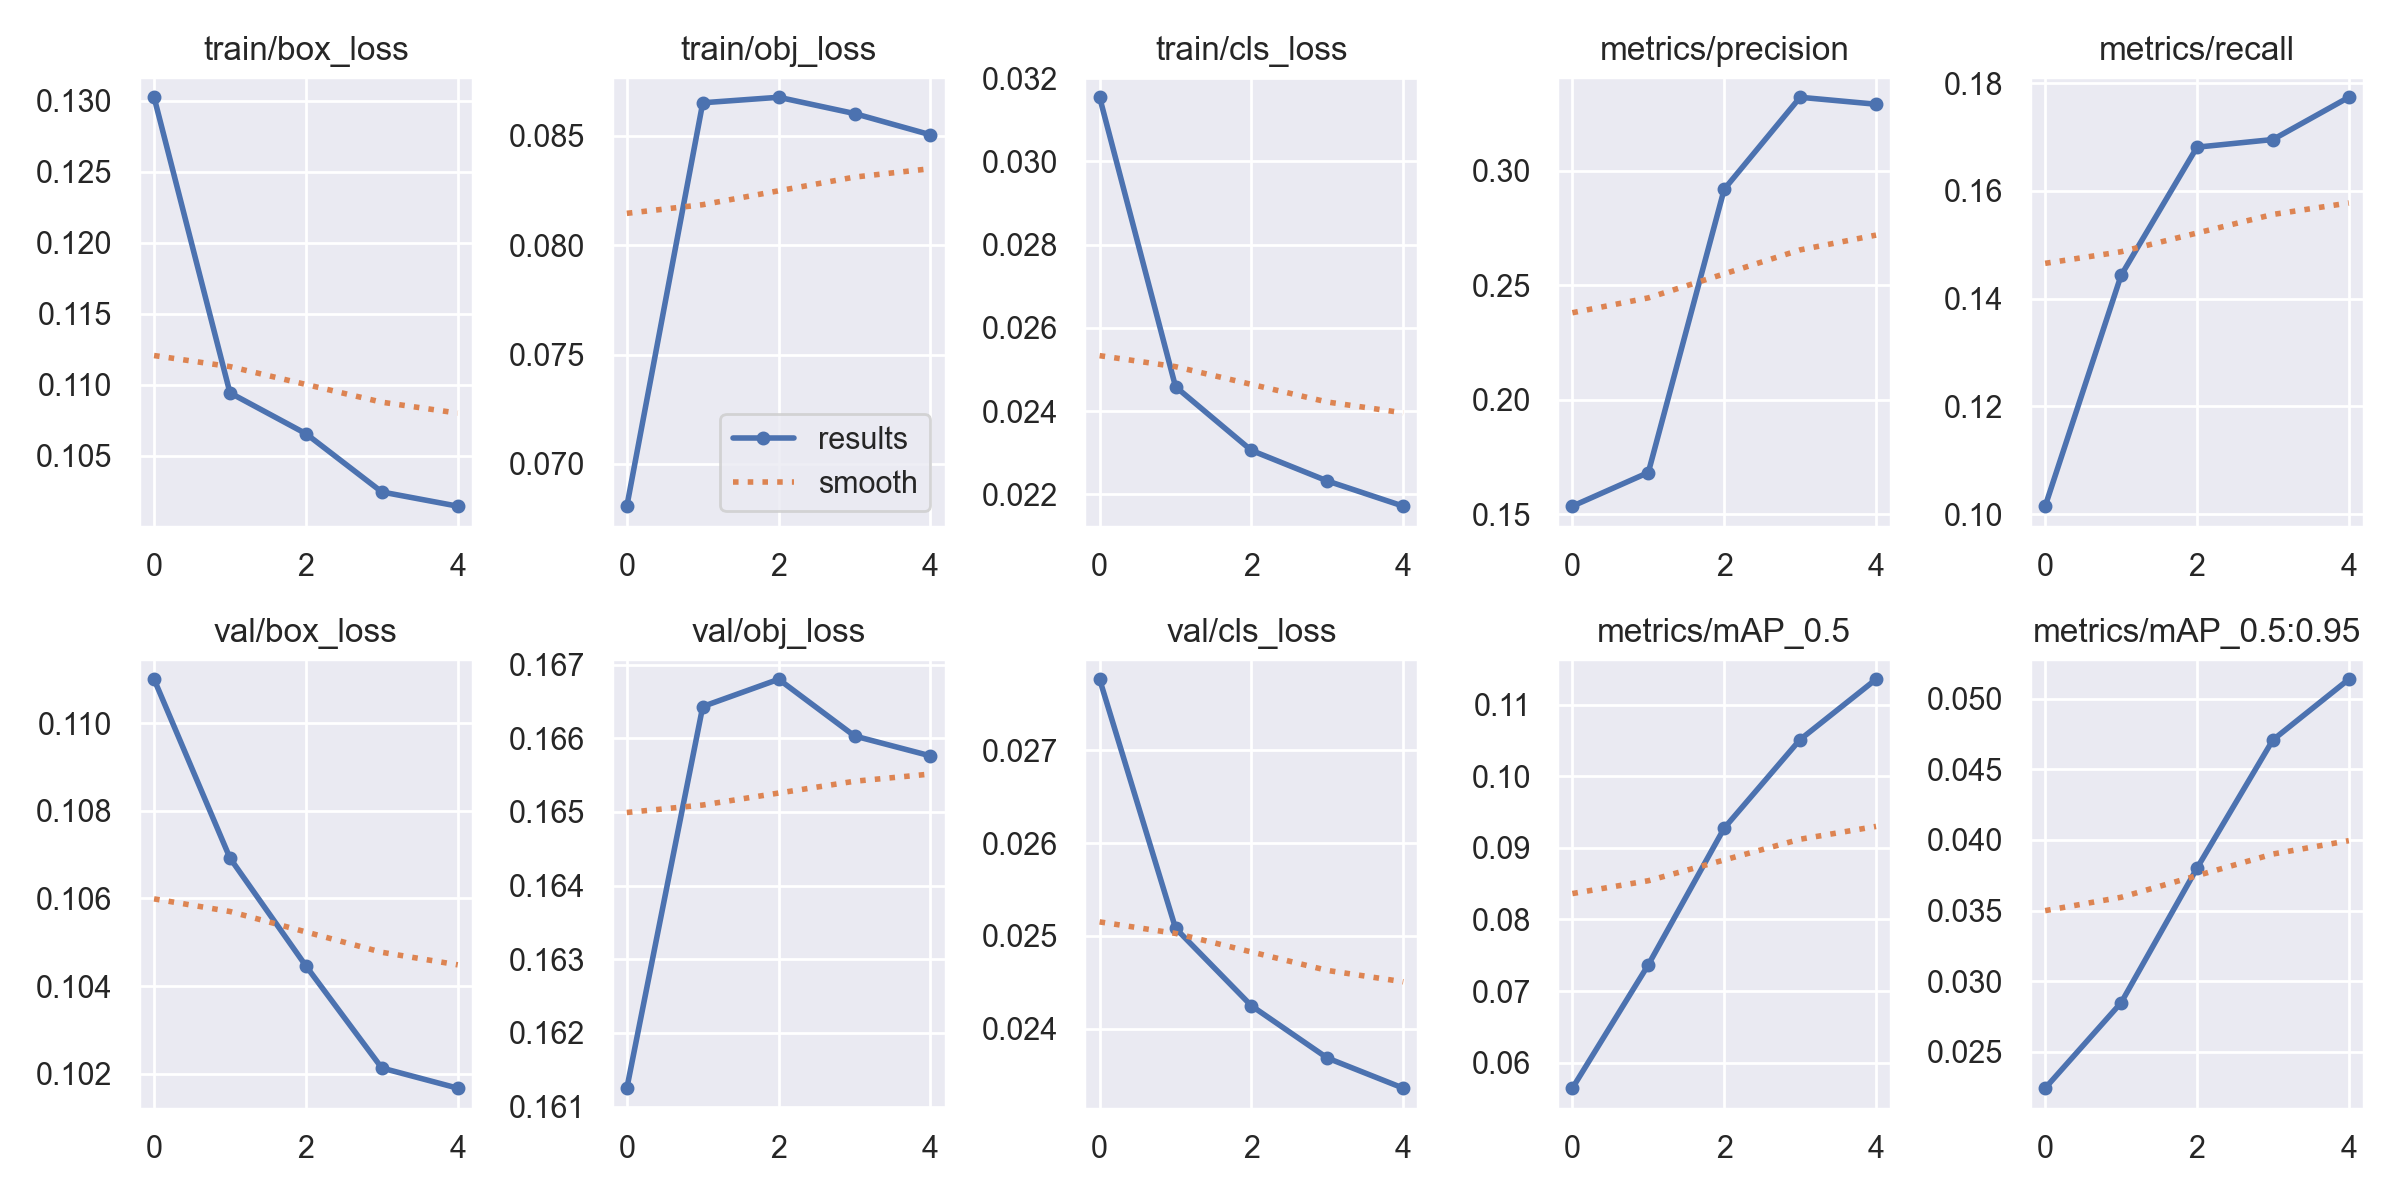 train/box_loss
0.130
0.125
0.120
0.115
0.110
0.105
0 2 4
train/obj_loss
0.085
0.080
0.075
0.070
results
smooth
0 2 4
train/cls_loss
0.032
0.030
0.028
0.026
0.024
0.022
0 2 4
metrics/precision
0.30
0.25
0.20
0.15
0 2 4
metrics/recall
0.18
0.16
0.14
0.12
0.10
0 2 4
val/box_loss
0.110
0.108
0.106
0.104
0.102
0 2 4
val/obj_loss
0.167
0.166
0.165
0.164
0.163
0.162
0.161
0 2 4
val/cls_loss
0.027
0.026
0.025
0.024
0 2 4
metrics/mAP_0.5
0.11
0.10
0.09
0.08
0.07
0.06
0 2 4
metrics/mAP_0.5:0.95
0.050
0.045
0.040
0.035
0.030
0.025
0 2 4